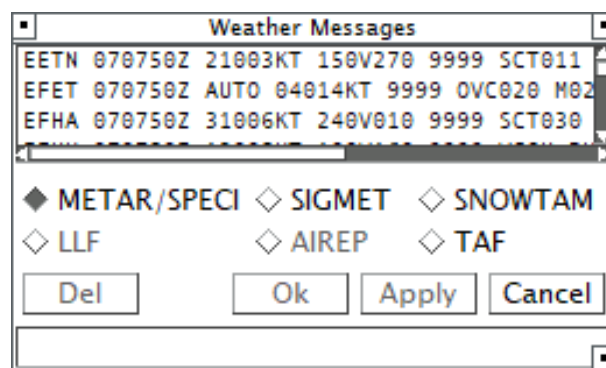 Weather Messages
EETN 070750Z 21003KT 150V270 9999 SCT011
EFET 070750Z AUTO 04014KT 9999 OVC020 M02
EFHA 070750Z 31006KT 240V010 9999 SCT030
METAR/SPECI SIGMET SNOWTAM
LLF AIREP TAF
Del Ok Apply Cancel